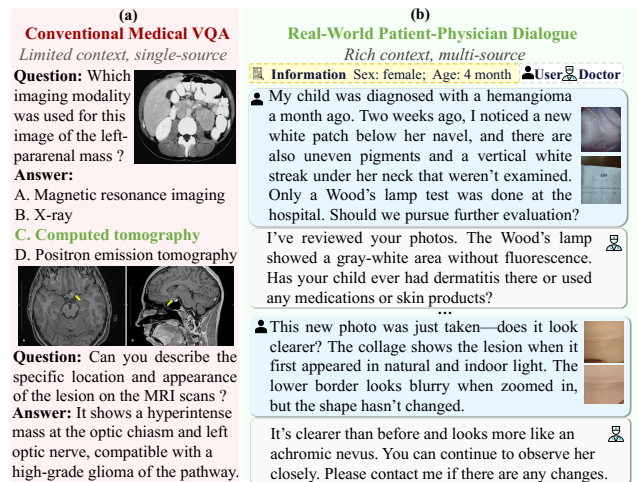 (a)
Conventional Medical VQA
Limited context, single-source
Question: Which
imaging modality
was used for this
image of the left-
pararenal mass ?
Answer:
A. Magnetic resonance imaging
B. X-ray
C. Computed tomography
D. Positron emission tomography
Question: Can you describe the
specific location and appearance
of the lesion on the MRI scans ?
Answer: It shows a hyperintense
mass at the optic chiasm and left
optic nerve, compatible with a
high-grade glioma of the pathway.
(b)
Real-World Patient-Physician Dialogue
Rich context, multi-source
Information Sex: female; Age: 4 month User Doctor
My child was diagnosed with a hemangioma
a month ago. Two weeks ago, I noticed a new
white patch below her navel, and there are
also uneven pigments and a vertical white
streak under her neck that weren't examined.
Only a Wood's lamp test was done at the
hospital. Should we pursue further evaluation?
I've reviewed your photos. The Wood's lamp
showed a gray-white area without fluorescence.
Has your child ever had dermatitis there or used
any medications or skin products?
...
This new photo was just taken—does it look
clearer? The collage shows the lesion when it
first appeared in natural and indoor light. The
lower border looks blurry when zoomed in,
but the shape hasn't changed.
It's clearer than before and looks more like an
achromic nevus. You can continue to observe her
closely. Please contact me if there are any changes.